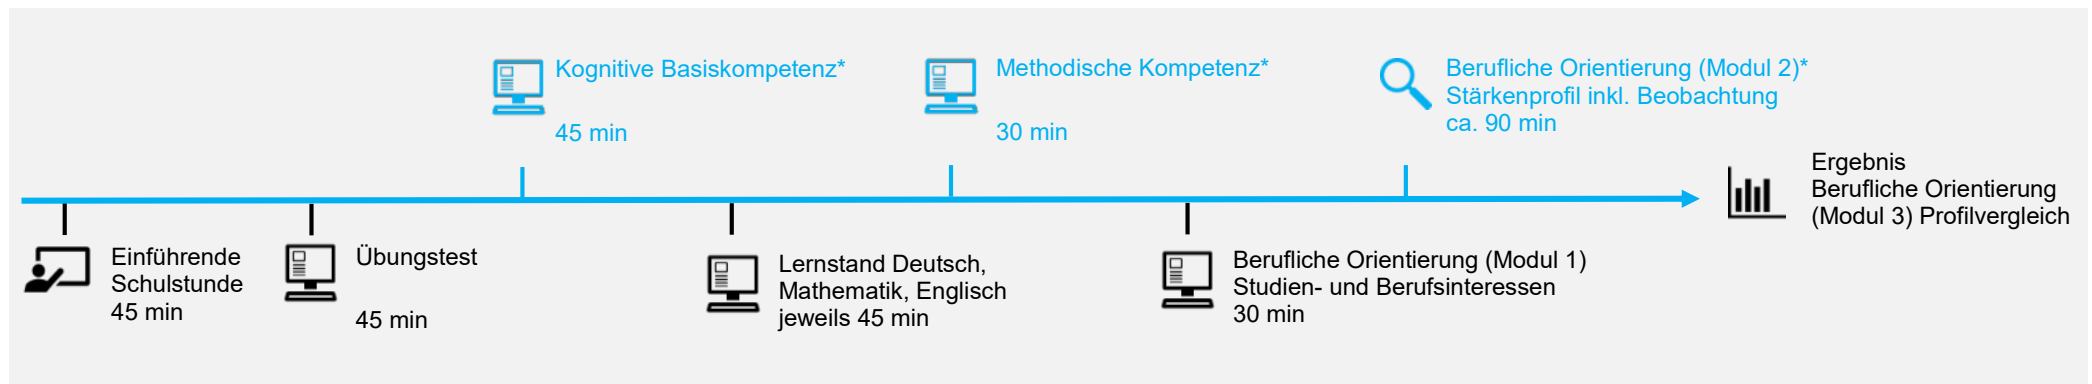 Kognitive Basiskompetenz*
45 min
Methodische Kompetenz*
30 min
Berufliche Orientierung (Modul 2)*
Stärkenprofil inkl. Beobachtung
ca. 90 min
Ergebnis
Berufliche Orientierung
(Modul 3) Profilvergleich
Einführende
Schulstunde
45 min
Übungstest
45 min
Lernstand Deutsch,
Mathematik, Englisch
jeweils 45 min
Berufliche Orientierung (Modul 1)
Studien- und Berufsinteressen
30 min